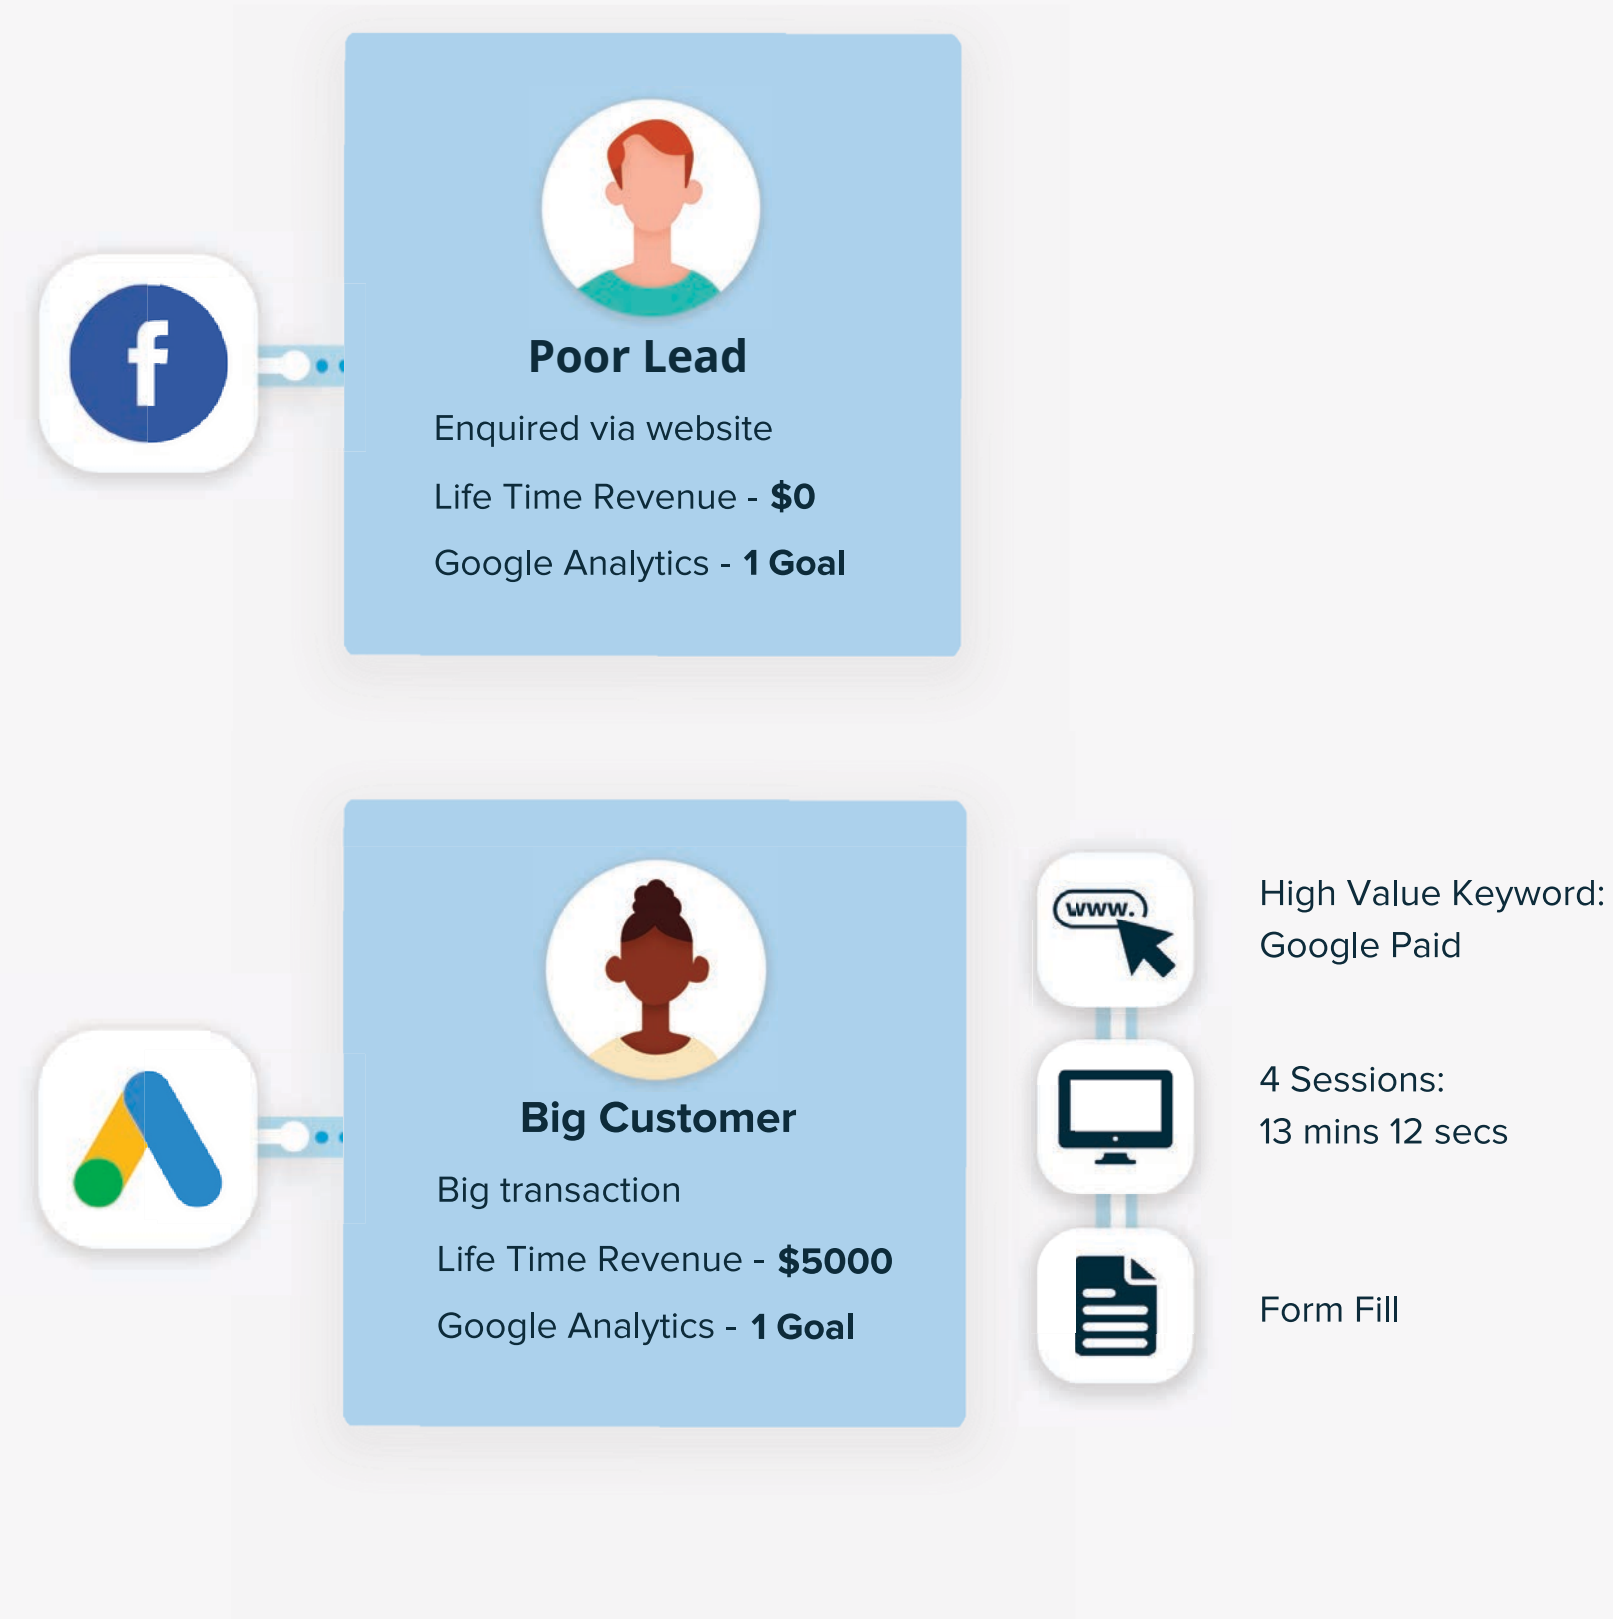 f
Poor Lead
Enquired via website
Life Time Revenue - $0
Google Analytics - 1 Goal
Big Customer
Big transaction
Life Time Revenue - $5000
Google Analytics - 1 Goal
www.
High Value Keyword:
Google Paid
4 Sessions:
13 mins 12 secs
Form Fill